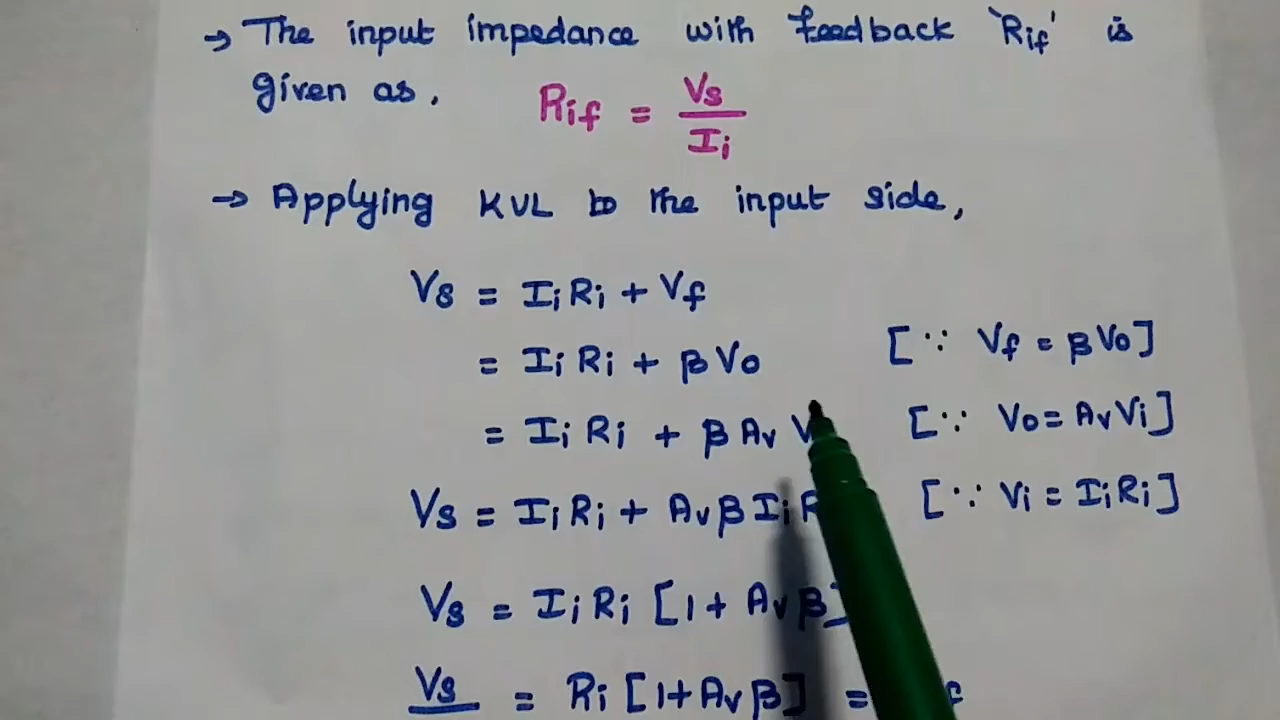 → The input impedance with feedback 'Rif' is
given as. Rif = Vs / Ii
→ Applying KVL to the input side,
Vs = IiRi + Vf
= IiRi + βVo [∵ Vf = βVo]
= IiRi + βAv [∵ Vo = AvVi]
Vs = IiRi + AvβIi [∵ Vi = IiRi]
Vs = IiRi [1 + Avβ]
Vs = Ri [1 + Avβ] =